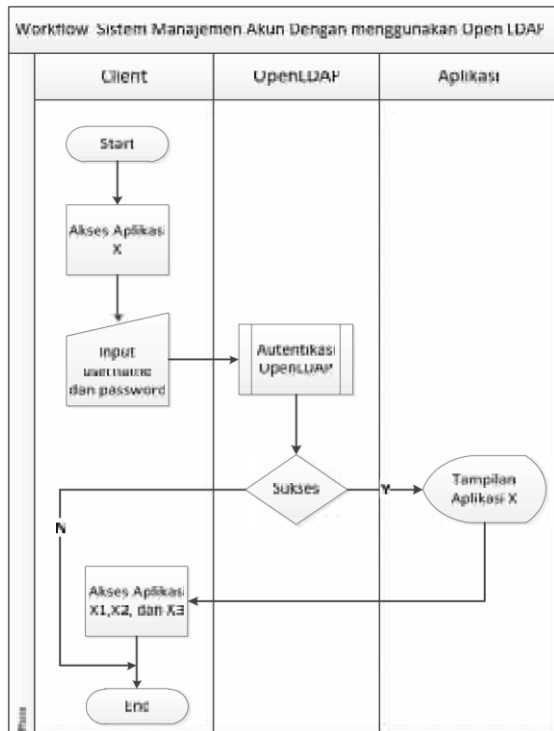 Workflow Sistem Manajemen Akun Dengan menggunakan Open LDAP
Client
OpenLDAP
Aplikasi
Start
Akses Aplikasi
X
Input
username
dan password
Autentikasi
OpenLDAP
Sukses
Y
Tampilan
Aplikasi X
N
Akses Aplikasi
X1,X2, dan X3
End
Phase